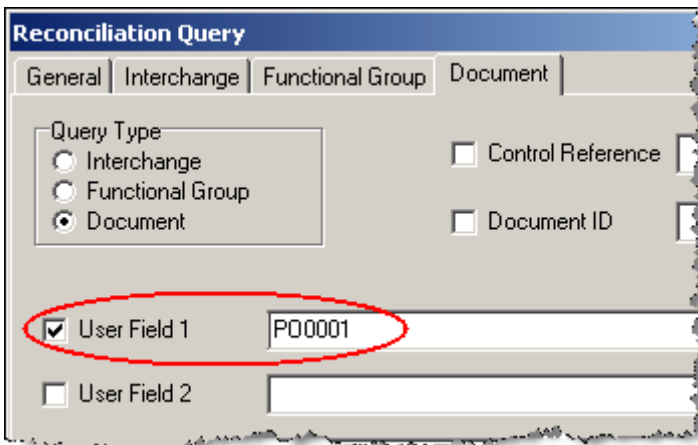 Reconciliation Query
General Interchange Functional Group Document
Query Type
Interchange
Functional Group
Document
Control Reference
Document ID
User Field 1 PO0001
User Field 2